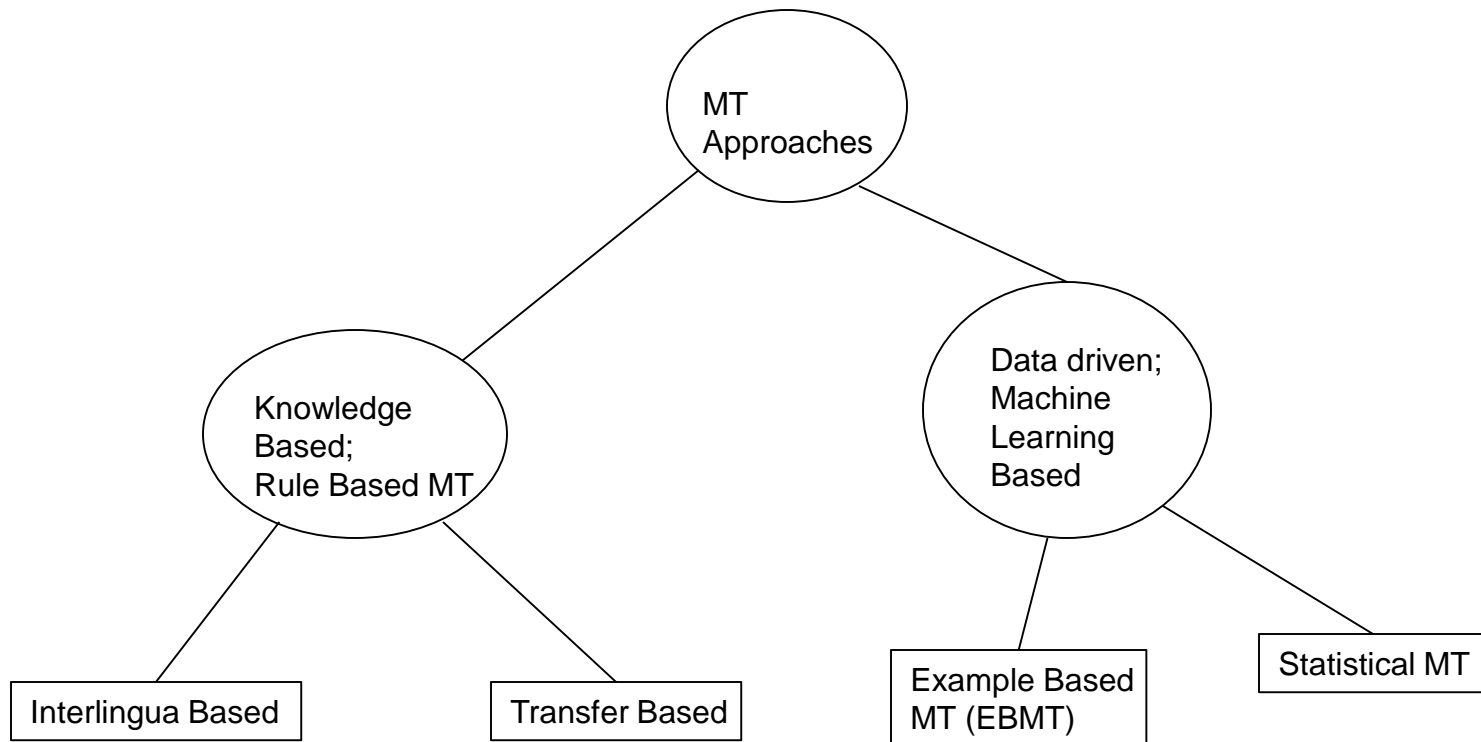 MT
Approaches
Knowledge
Based;
Rule Based MT
Data driven;
Machine
Learning
Based
Interlingua Based
Transfer Based
Example Based
MT (EBMT)
Statistical MT